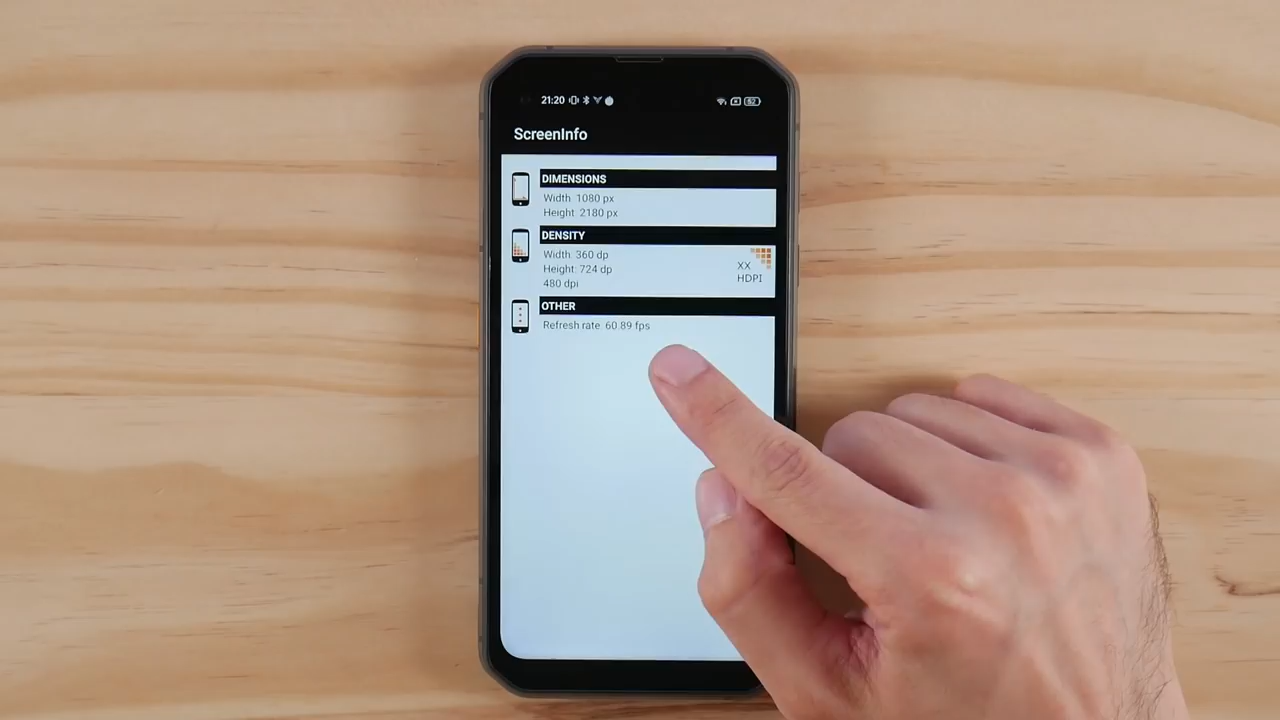 21:20
62
ScreenInfo
DIMENSIONS
Width 1080 px
Height 2180 px
DENSITY
Width: 360 dp
Height: 724 dp
480 dpi
XX
HDPI
OTHER
Refresh rate: 60.89 fps